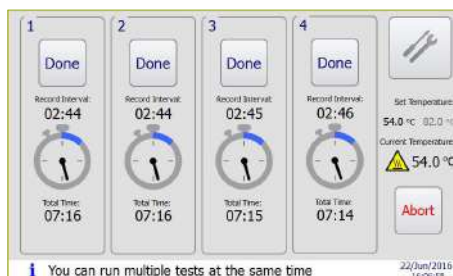 1
Done
Record Interval:
02:44
Total Time:
07:16
2
Done
Record Interval:
02:44
Total Time:
07:16
3
Done
Record Interval:
02:45
Total Time:
07:15
4
Done
Record Interval:
02:46
Total Time:
07:14
Set Temperature:
54.0 °C 82.0 °C
Current Temperature:
54.0 °C
Abort
i You can run multiple tests at the same time
22/Jun/2016